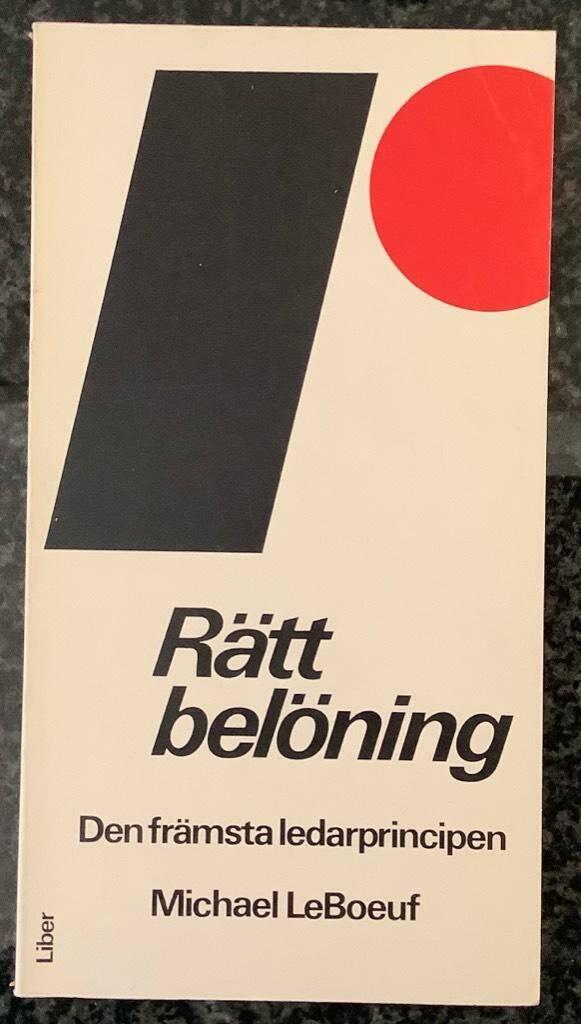 Rätt
belöning
Den främsta ledarprincipen
Michael LeBoeuf
Liber